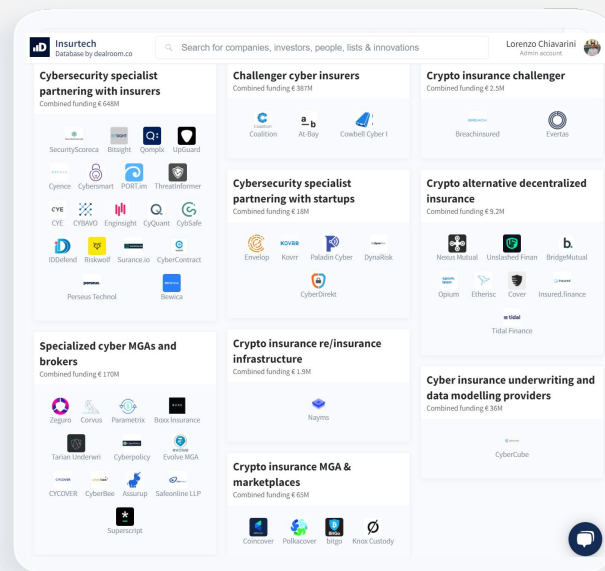 Insurtech
Database by dealroom.co
Search for companies, investors, people, lists & innovations
Lorenzo Chiavarini
Admin account
Cybersecurity specialist
partnering with insurers
Combined funding € 648M
SecurityScoreca Bitsight Qomplx UpGuard
Cyence Cybersmart PORT.im ThreatInformer
CYE CYBAVO Enginsight CyQuant CybSafe
IDDefend Riskwolf Surance.io CyberContract
Perseus Technol Bewica
Specialized cyber MGAs and
brokers
Combined funding € 170M
Zeguro Corvus Parametrix Boxx Insurance
Tarian Underwri Cyberpolicy Evolve MGA
CYCOVER CyberBee Assurup Safeonline LLP
Superscript
Challenger cyber insurers
Combined funding € 387M
Coalition At-Bay Cowbell Cyber I
Cybersecurity specialist
partnering with startups
Combined funding € 18M
Envelop Kovrr Paladin Cyber DynaRisk
CyberDirekt
Crypto insurance re/insurance
infrastructure
Combined funding € 1.9M
Nayms
Crypto insurance MGA &
marketplaces
Combined funding € 65M
Coincover Polkacover bitgo Knox Custody
Crypto insurance challenger
Combined funding € 2.5M
Breachinsured Evertas
Crypto alternative decentralized
insurance
Combined funding € 9.2M
Nexus Mutual Unslashed Finan BridgeMutual
Opium Etherisc Cover Insured.finance
Tidal Finance
Cyber insurance underwriting and
data modelling providers
Combined funding € 36M
CyberCube